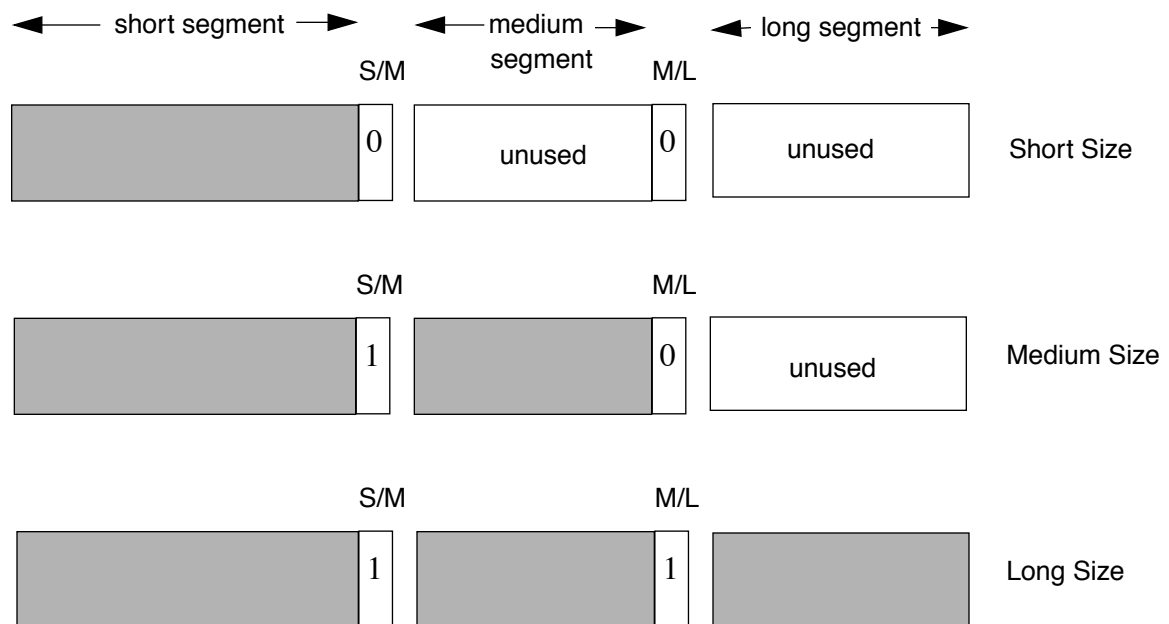 short segment
medium
segment
long segment
S/M
M/L
0
unused
0
unused
Short Size
S/M
M/L
1
0
unused
Medium Size
S/M
M/L
1
1
Long Size